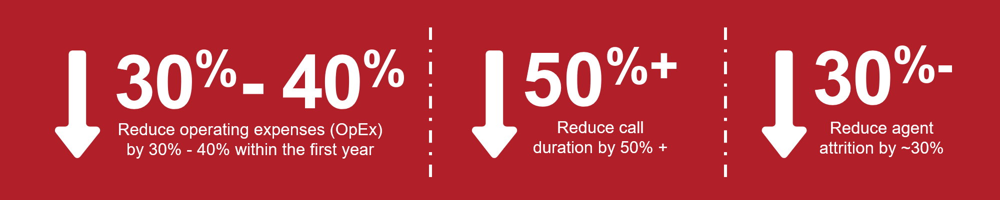 30%- 40%
Reduce operating expenses (OpEx)
by 30% - 40% within the first year
50%+
Reduce call
duration by 50% +
30%-
Reduce agent
attrition by ~30%